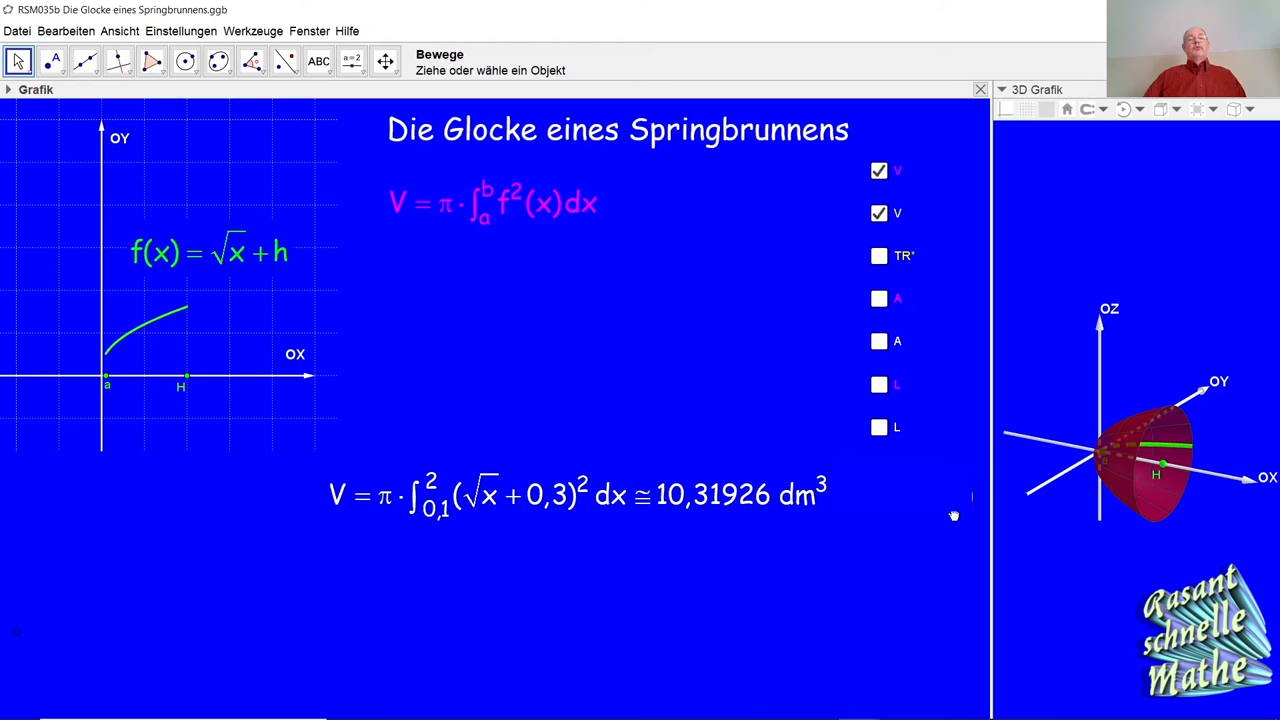 RSM035b Die Glocke eines Springbrunnens.ggb
Datei Bearbeiten Ansicht Einstellungen Werkzeuge Fenster Hilfe
A
ABC
a=2
Bewege
Ziehe oder wähle ein Objekt
Grafik
3D Grafik
Die Glocke eines Springbrunnens
V = π · ∫ₐᵇ f²(x) dx
OY
f(x) = √x + h
OX
a
H
V
V
TR°
A
A
L
L
V = π · ∫₀,₁² (√x + 0,3)² dx ≅ 10,31926 dm³
OZ
OY
a
H
OX
Rasant
schnelle
Mathe